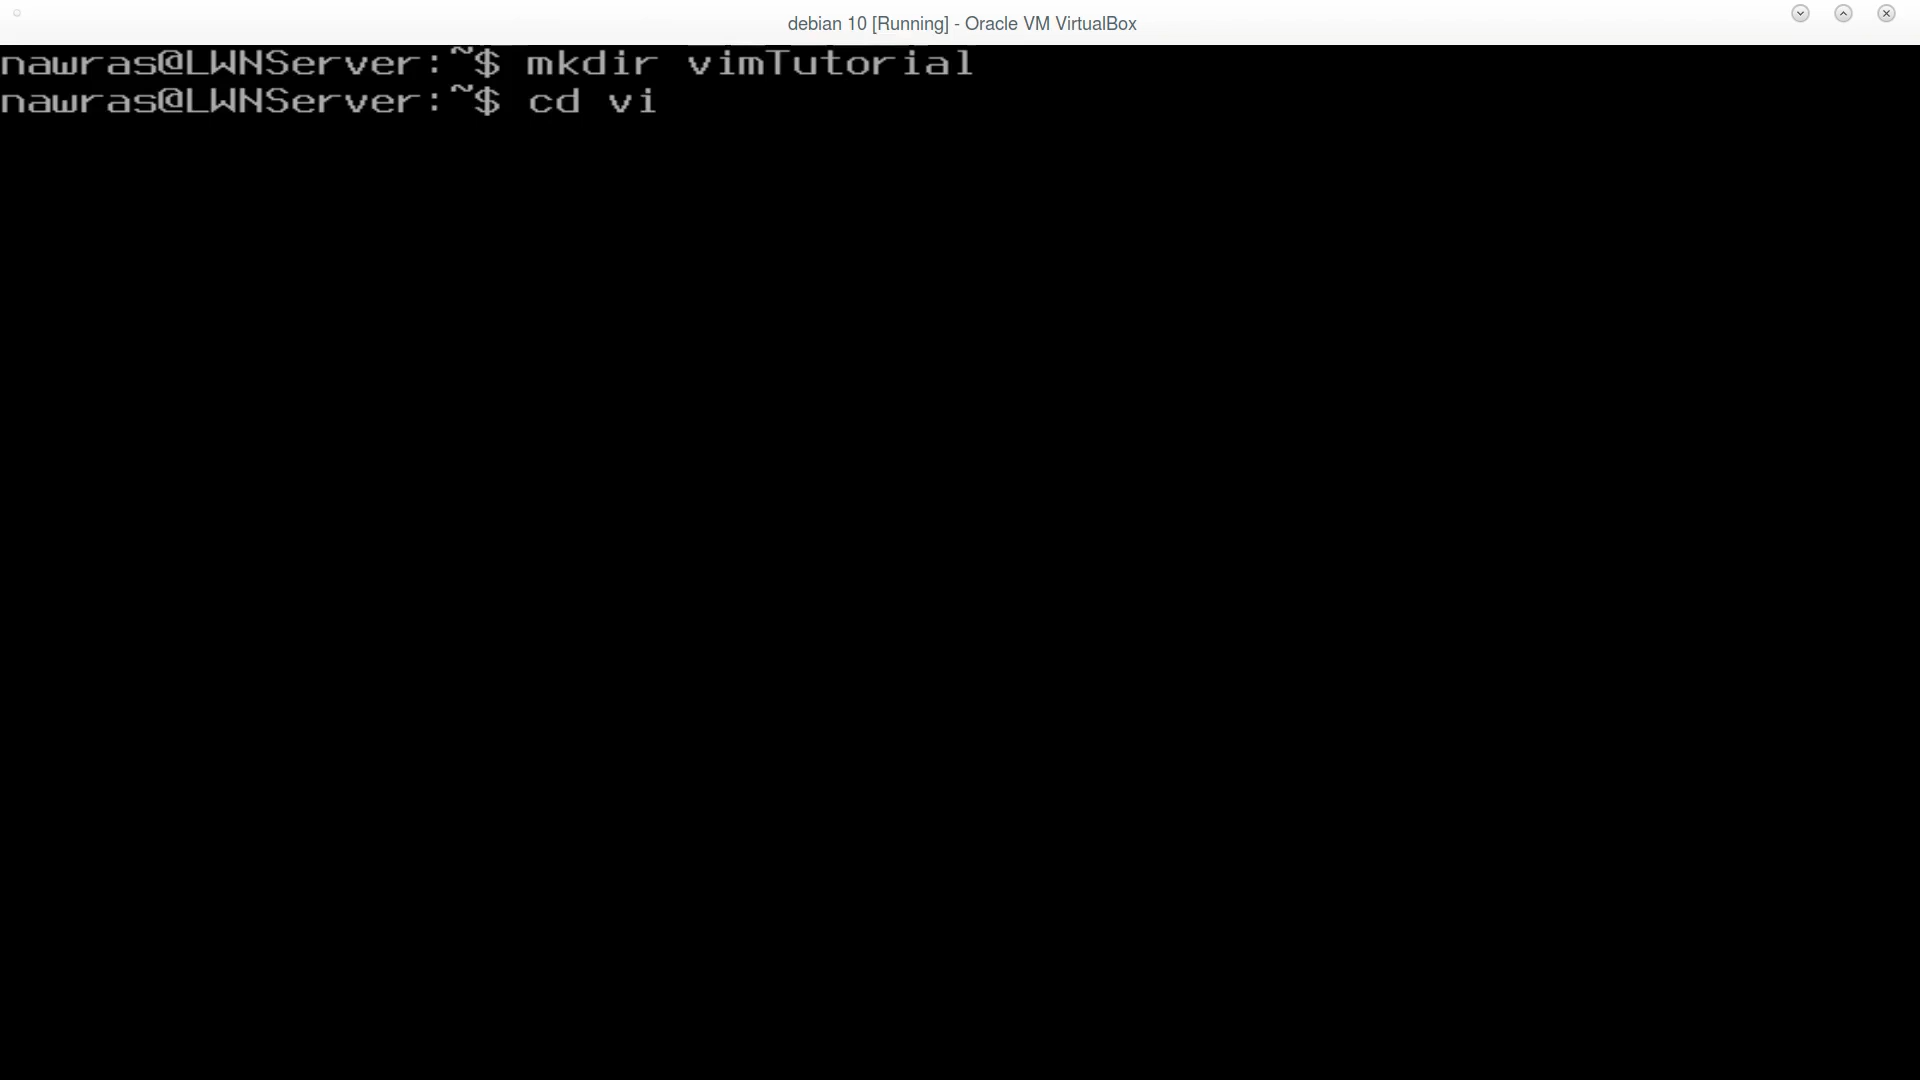 debian 10 [Running] - Oracle VM VirtualBox
nawras@LWNServer:~$ mkdir vimTutorial
nawras@LWNServer:~$ cd vi